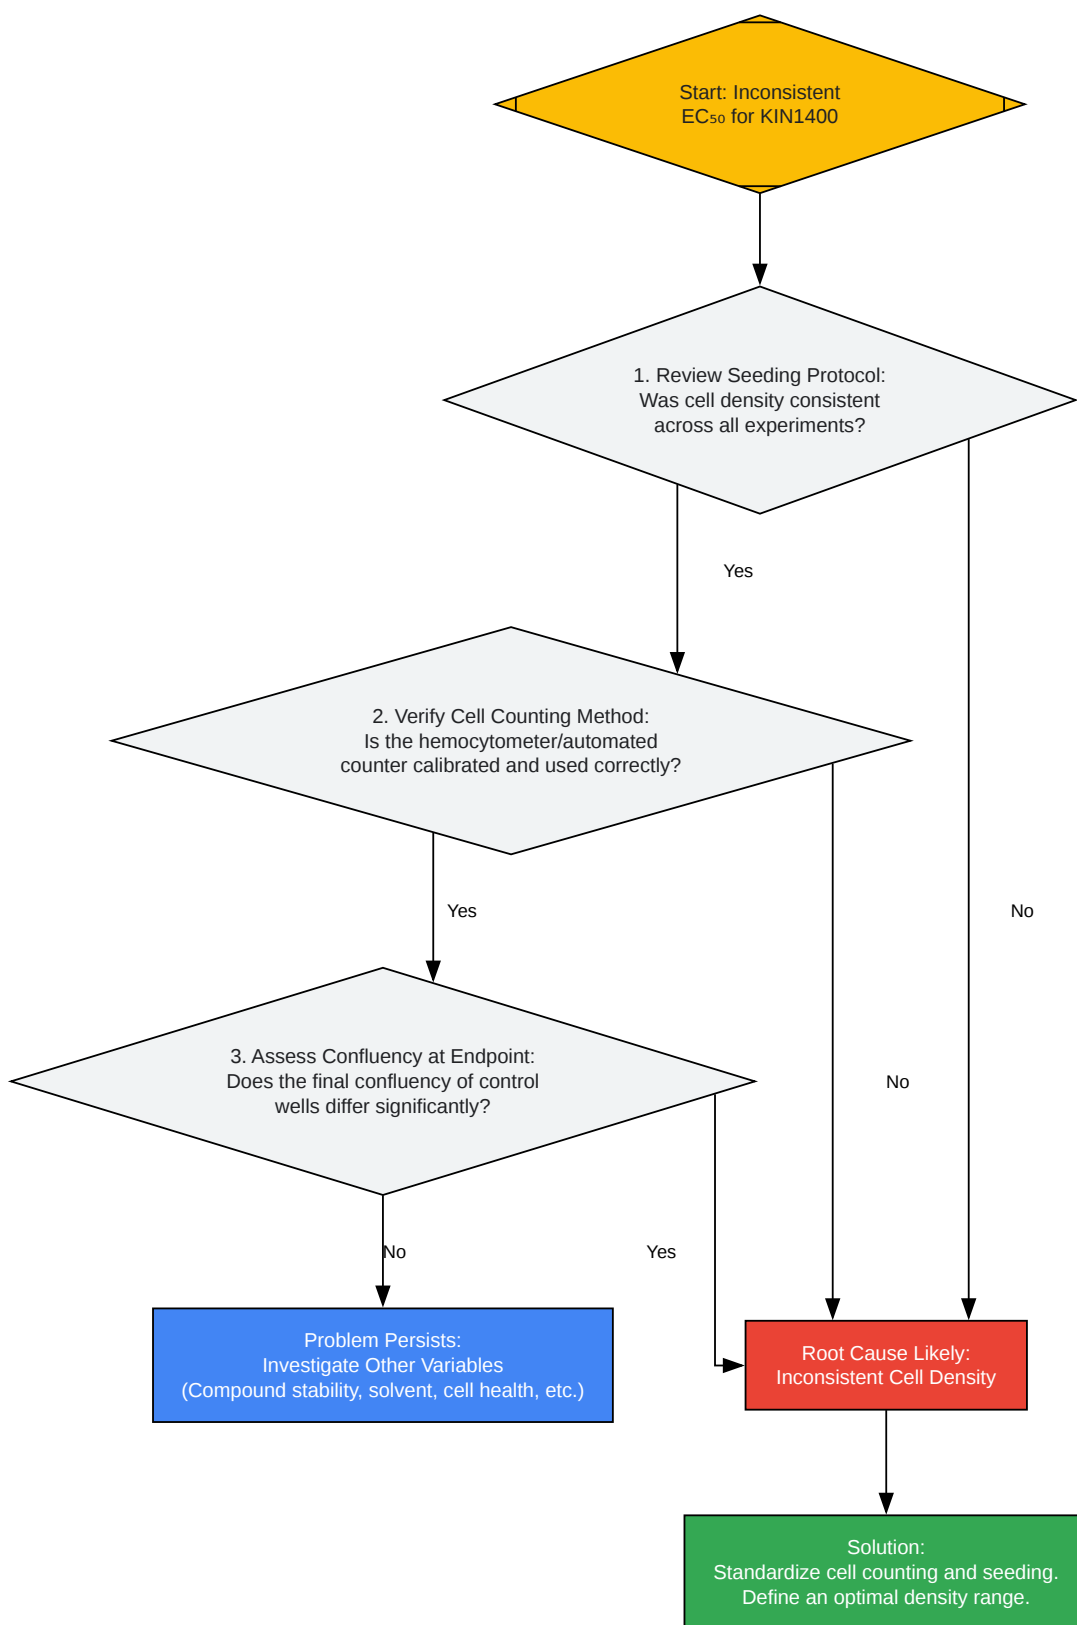 Start: Inconsistent
EC₅₀ for KIN1400
1. Review Seeding Protocol:
Was cell density consistent
across all experiments?
Yes
2. Verify Cell Counting Method:
Is the hemocytometer/automated
counter calibrated and used correctly?
Yes
No
3. Assess Confluency at Endpoint:
Does the final confluency of control
wells differ significantly?
No
No
Yes
Problem Persists:
Investigate Other Variables
(Compound stability, solvent, cell health, etc.)
Root Cause Likely:
Inconsistent Cell Density
Solution:
Standardize cell counting and seeding.
Define an optimal density range.